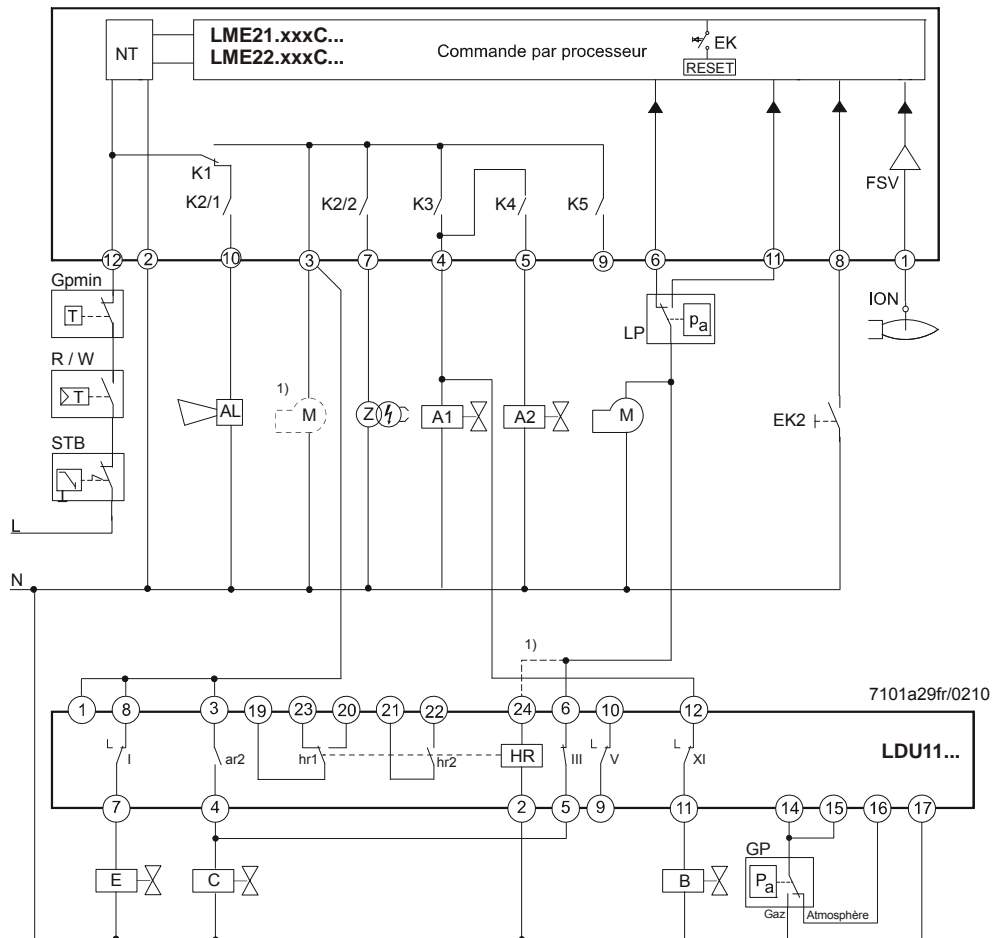 NT
LME21.xxxC...
LME22.xxxC...
Commande par processeur
EK
RESET
FSV
K1
K2/1
K2/2
K3
K4
K5
12
2
10
3
7
4
5
9
6
11
8
1
Gpmin
T
R / W
T
STB
L
N
AL
1)
M
Z
A1
A2
LP
pa
M
EK2
ION
1)
7101a29fr/0210
1
8
3
19
23
20
21
22
24
6
10
12
LDU11...
L
I
ar2
hr1
hr2
HR
III
L
V
L
XI
7
4
2
5
9
11
14
15
16
17
E
C
B
GP
Pa
Gaz
Atmosphère